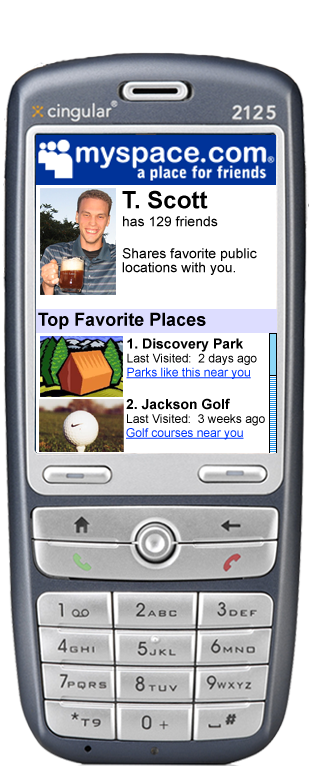 cingular®
2125
myspace.com®
a place for friends
T. Scott
has 129 friends
Shares favorite public
locations with you.
Top Favorite Places
1. Discovery Park
Last Visited: 2 days ago
Parks like this near you
2. Jackson Golf
Last Visited: 3 weeks ago
Golf courses near you
1 2ABC 3DEF
4GHI 5JKL 6MNO
7PQRS 8TUV 9WXYZ
*T9 0 + #